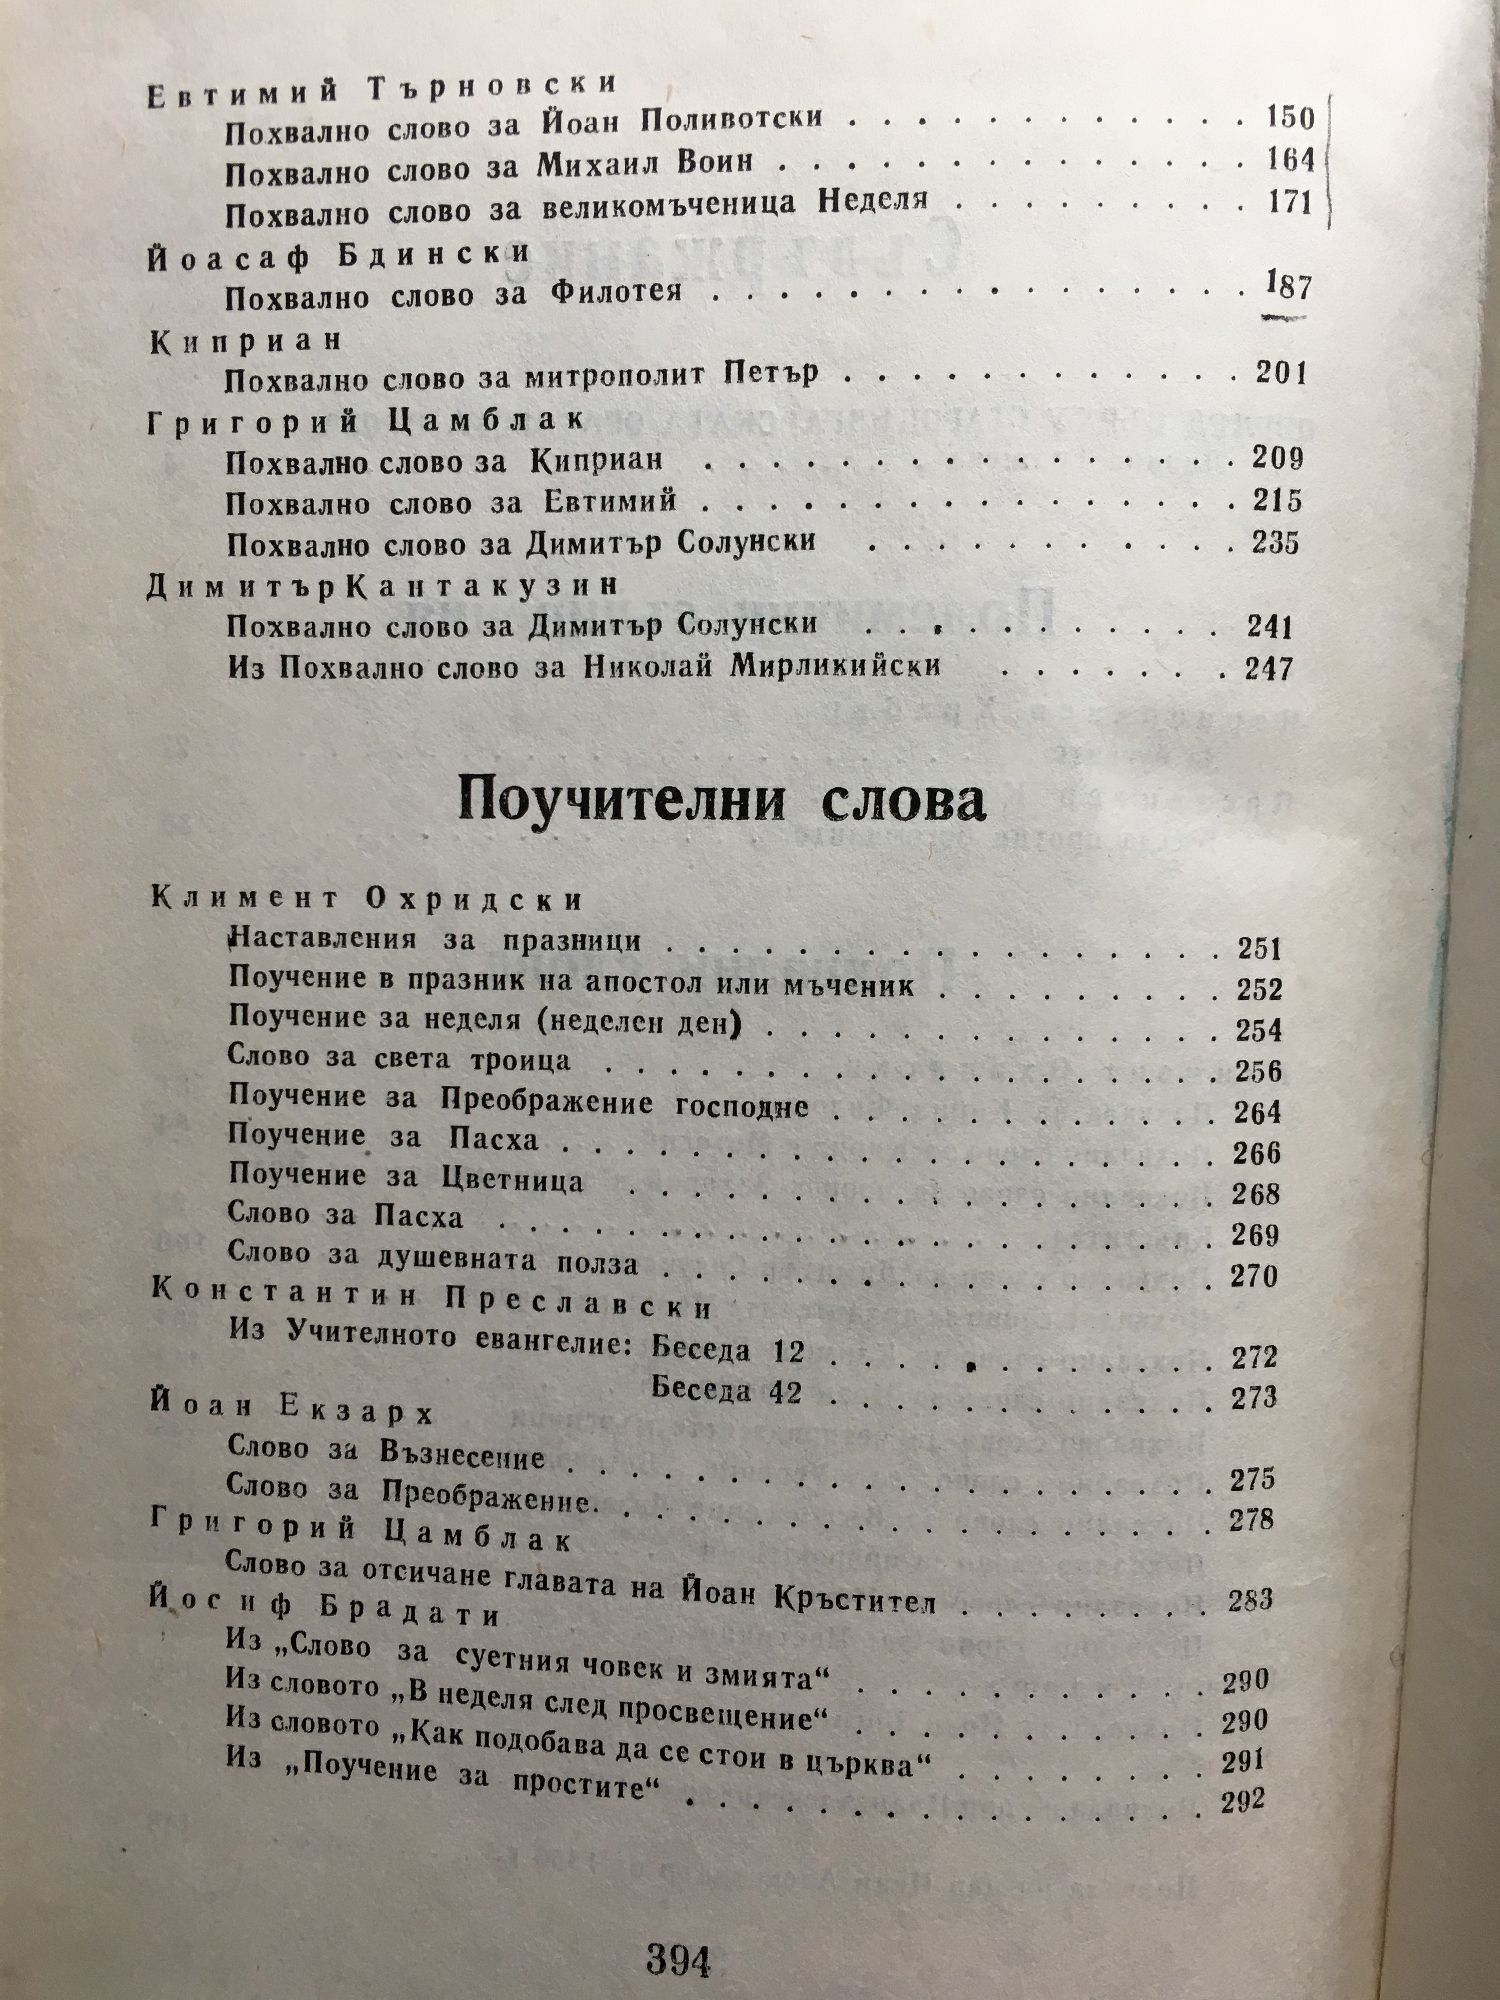 Евтимий Търновски
Похвално слово за Йоан Поливотски . . . . . . . . . . . . 150
Похвално слово за Михаил Воин . . . . . . . . . . . . . . 164
Похвално слово за великомъченица Неделя . . . . . . . . . 171
Йоасаф Бдински
Похвално слово за Филотея . . . . . . . . . . . . . . . . 187
Киприан
Похвално слово за митрополит Петър . . . . . . . . . . . . 201
Григорий Цамблак
Похвално слово за Киприан . . . . . . . . . . . . . . . . 209
Похвално слово за Евтимий . . . . . . . . . . . . . . . . 215
Похвално слово за Димитър Солунски . . . . . . . . . . . 235
Димитър Кантакузин
Похвално слово за Димитър Солунски . . . . . . . . . . . 241
Из Похвално слово за Николай Мирликийски . . . . . . . 247
Поучителни слова
Климент Охридски
Наставления за празници . . . . . . . . . . . . . . . . . 251
Поучение в празник на апостол или мъченик . . . . . . . . . 252
Поучение за неделя (неделен ден) . . . . . . . . . . . . . . 254
Слово за света троица . . . . . . . . . . . . . . . . . . . 256
Поучение за Преображение господне . . . . . . . . . . . . 264
Поучение за Пасха . . . . . . . . . . . . . . . . . . . . 266
Поучение за Цветница . . . . . . . . . . . . . . . . . . 268
Слово за Пасха . . . . . . . . . . . . . . . . . . . . . . 269
Слово за душевната полза . . . . . . . . . . . . . . . . . 270
Константин Преславски
Из Учителното евангелие: Беседа 12 . . . . . . . . . . . . 272
Беседа 42 . . . . . . . . . . . . 273
Йоан Екзарх
Слово за Възнесение . . . . . . . . . . . . . . . . . . . . 275
Слово за Преображение. . . . . . . . . . . . . . . . . . . 278
Григорий Цамблак
Слово за отсичане главата на Йоан Кръстител . . . . . . . . 283
Йосиф Брадати
Из „Слово за суетния човек и змията“ . . . . . . . . . . . 290
Из словото „В неделя след просвещение“ . . . . . . . . . . . 290
Из словото „Как подобава да се стои в църква“ . . . . . . . . 291
Из „Поучение за простите“ . . . . . . . . . . . . . . . . 292
394